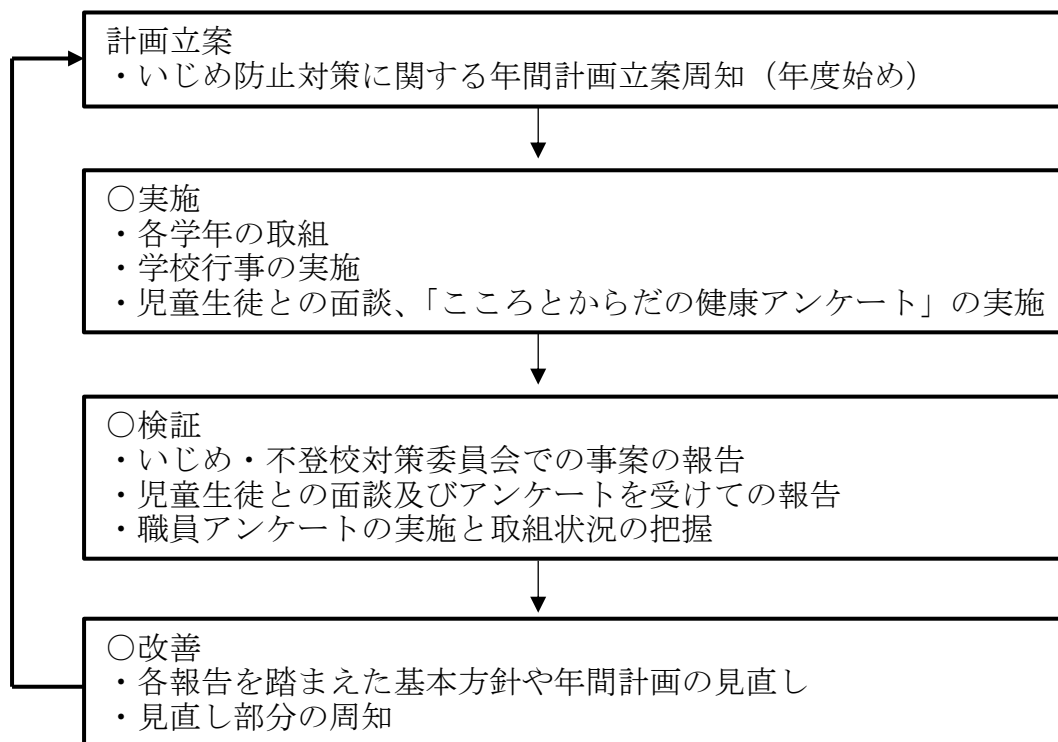 計画立案
・いじめ防止対策に関する年間計画立案周知（年度始め）
○実施
・各学年の取組
・学校行事の実施
・児童生徒との面談、「こころとからだの健康アンケート」の実施
○検証
・いじめ・不登校対策委員会での事案の報告
・児童生徒との面談及びアンケートを受けての報告
・職員アンケートの実施と取組状況の把握
○改善
・各報告を踏まえた基本方針や年間計画の見直し
・見直し部分の周知